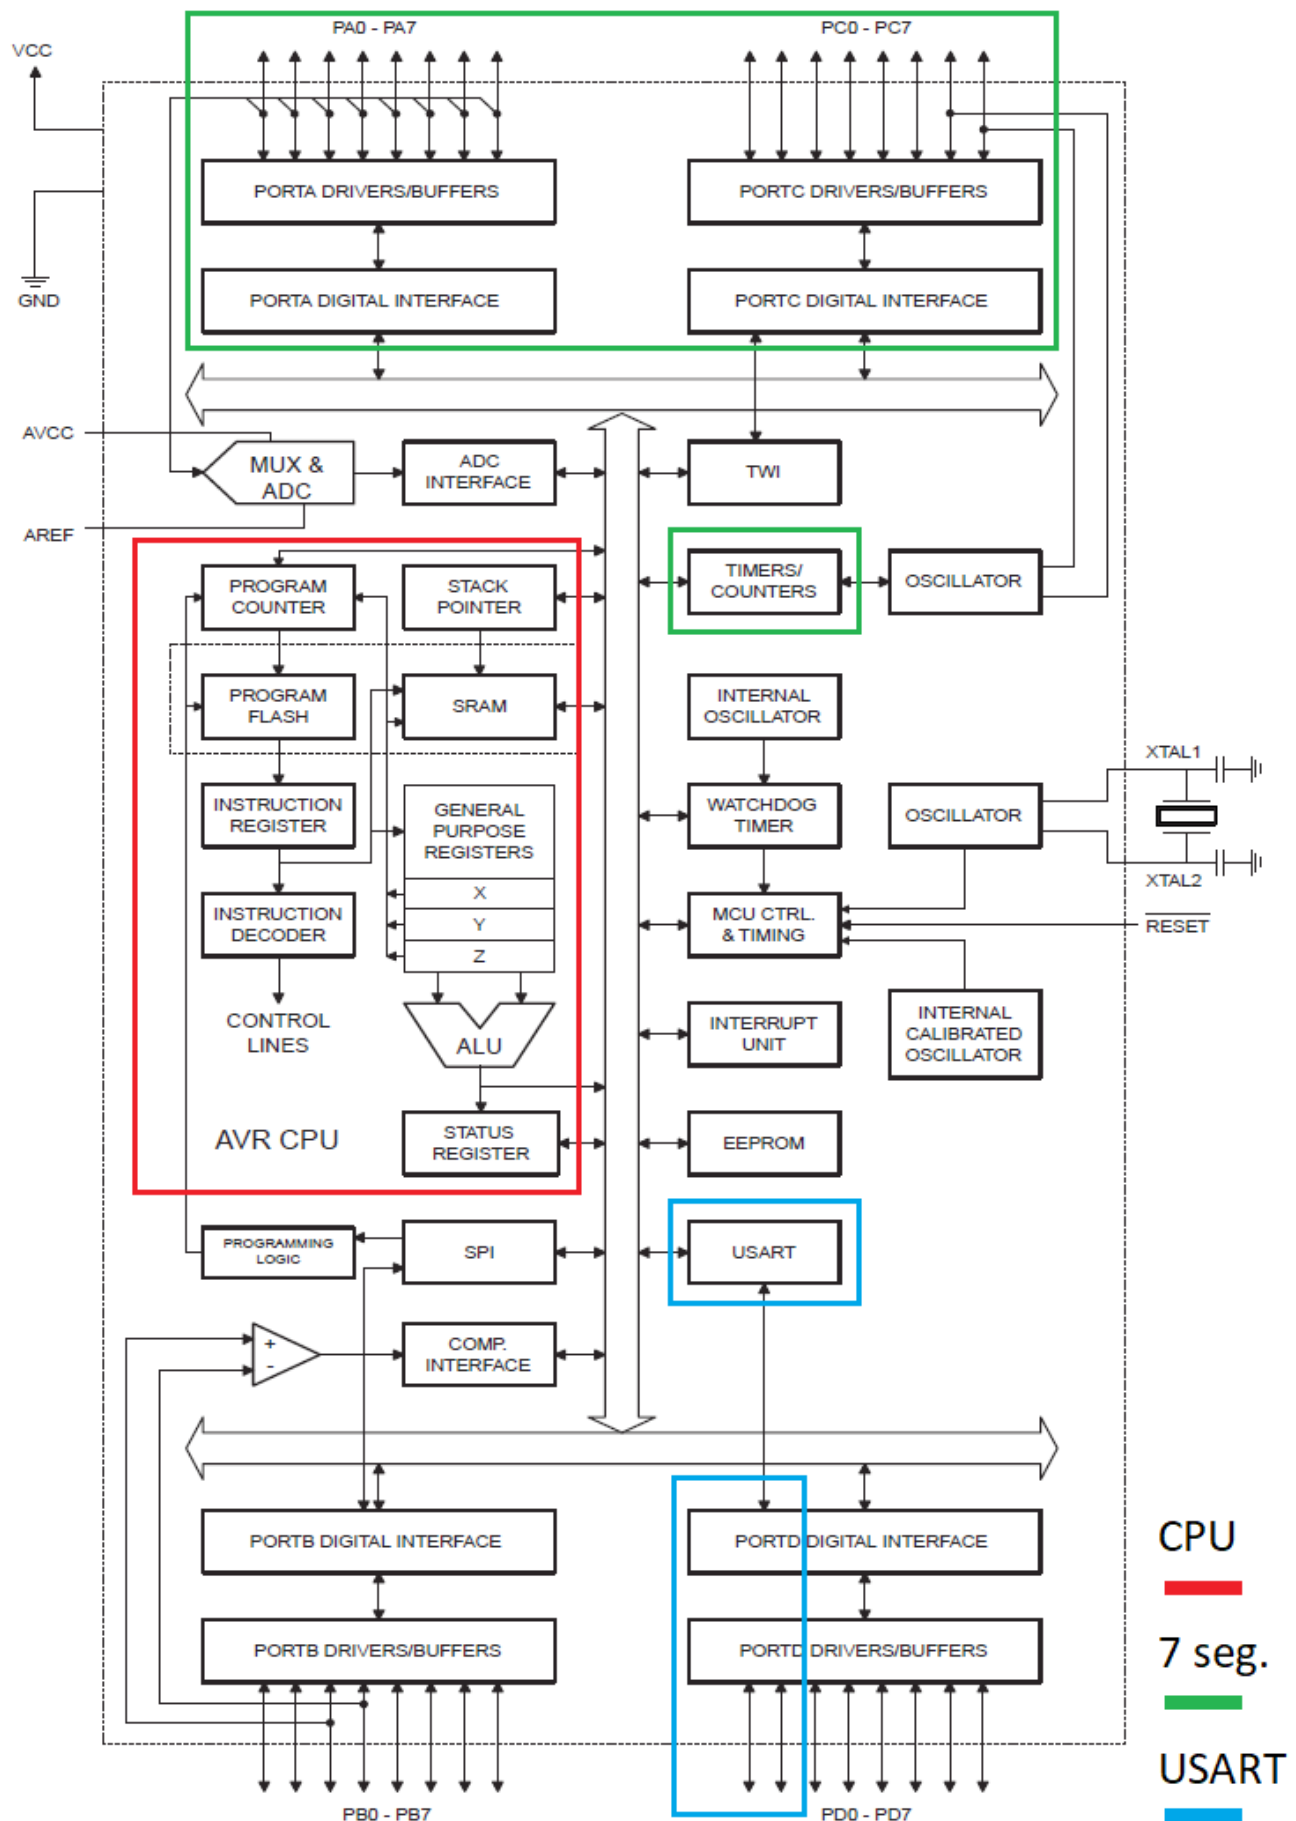 PA0 - PA7
PC0 - PC7
VCC
PORTA DRIVERS/BUFFERS
PORTC DRIVERS/BUFFERS
PORTA DIGITAL INTERFACE
PORTC DIGITAL INTERFACE
GND
AVCC
MUX &
ADC
ADC
INTERFACE
TWI
AREF
PROGRAM
COUNTER
STACK
POINTER
TIMERS/
COUNTERS
OSCILLATOR
PROGRAM
FLASH
SRAM
INTERNAL
OSCILLATOR
XTAL1
INSTRUCTION
REGISTER
GENERAL
PURPOSE
REGISTERS
WATCHDOG
TIMER
OSCILLATOR
X
XTAL2
INSTRUCTION
DECODER
Y
MCU CTRL.
& TIMING
RESET
Z
CONTROL
LINES
ALU
INTERRUPT
UNIT
INTERNAL
CALIBRATED
OSCILLATOR
AVR CPU
STATUS
REGISTER
EEPROM
PROGRAMMING
LOGIC
SPI
USART
+
-
COMP.
INTERFACE
PORTB DIGITAL INTERFACE
PORTD DIGITAL INTERFACE
CPU
PORTB DRIVERS/BUFFERS
PORTD DRIVERS/BUFFERS
7 seg.
USART
PB0 - PB7
PD0 - PD7